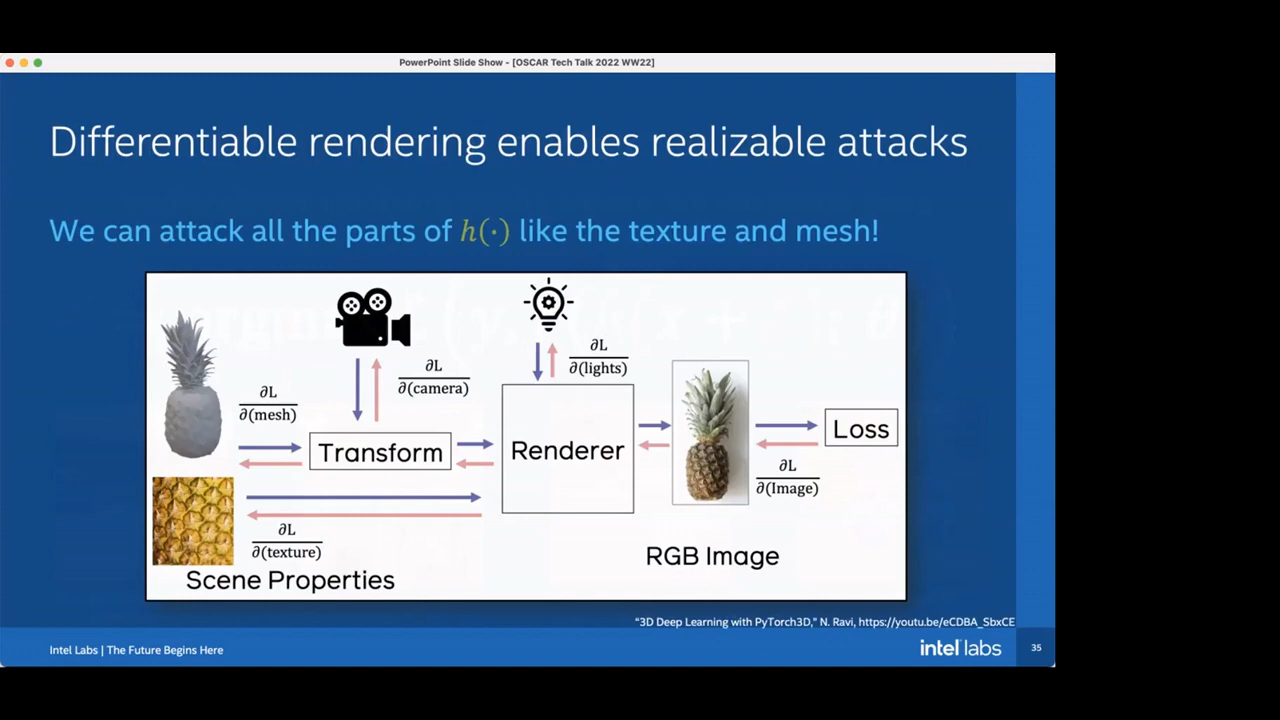 PowerPoint Slide Show - [OSCAR Tech Talk 2022 WW22]
Differentiable rendering enables realizable attacks
We can attack all the parts of h(·) like the texture and mesh!
∂L
∂(mesh)
∂L
∂(camera)
∂L
∂(lights)
Transform
Renderer
Loss
∂L
∂(Image)
∂L
∂(texture)
Scene Properties
RGB Image
"3D Deep Learning with PyTorch3D," N. Ravi, https://youtu.be/eCDBA_SbxCE
Intel Labs | The Future Begins Here
intel labs
35